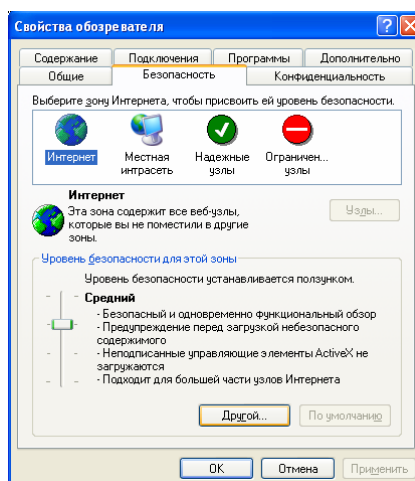 Свойства обозревателя
Содержание Подключения Программы Дополнительно
Общие Безопасность Конфиденциальность
Выберите зону Интернета, чтобы присвоить ей уровень безопасности.
Интернет Местная интрасеть Надежные узлы Ограничен... узлы
Интернет
Эта зона содержит все веб-узлы,
которые вы не поместили в другие
зоны.
Узлы...
Уровень безопасности для этой зоны
Уровень безопасности устанавливается ползунком.
Средний
- Безопасный и одновременно функциональный обзор
- Предупреждение перед загрузкой небезопасного
содержимого
- Неподписанные управляющие элементы ActiveX не
загружаются
- Подходит для большей части узлов Интернета
Другой... По умолчанию
OK Отмена Применить